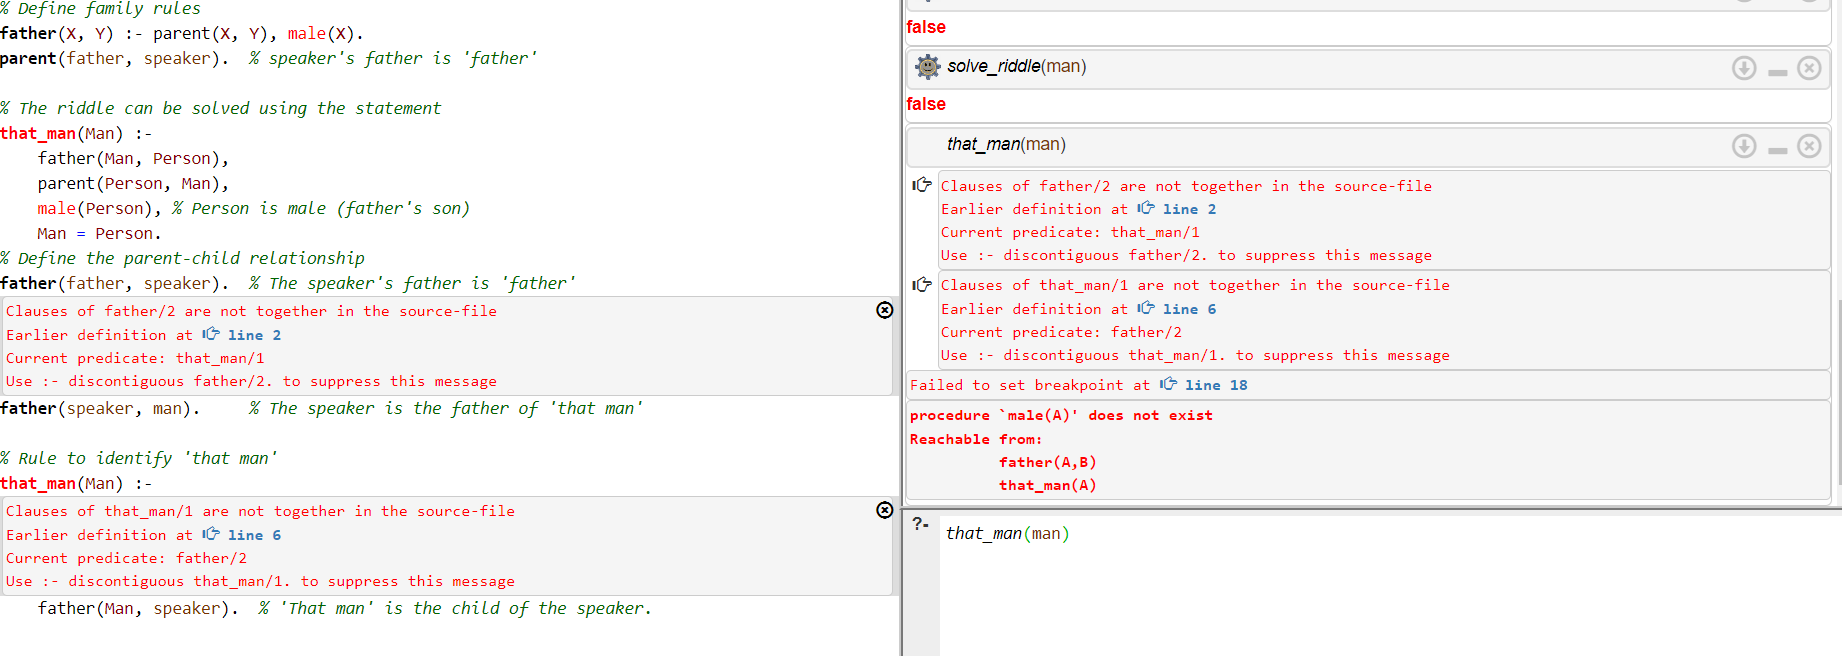 % Define family rules
father(X, Y) :- parent(X, Y), male(X).
parent(father, speaker).  % speaker's father is 'father'
% The riddle can be solved using the statement
that_man(Man) :-
    father(Man, Person),
    parent(Person, Man),
    male(Person), % Person is male (father's son)
    Man = Person.
% Define the parent-child relationship
father(father, speaker).  % The speaker's father is 'father'
Clauses of father/2 are not together in the source-file
Earlier definition at line 2
Current predicate: that_man/1
Use :- discontiguous father/2. to suppress this message
father(speaker, man).     % The speaker is the father of 'that man'
% Rule to identify 'that man'
that_man(Man) :-
Clauses of that_man/1 are not together in the source-file
Earlier definition at line 6
Current predicate: father/2
Use :- discontiguous that_man/1. to suppress this message
    father(Man, speaker).  % 'That man' is the child of the speaker.
false
solve_riddle(man)
false
that_man(man)
Clauses of father/2 are not together in the source-file
Earlier definition at line 2
Current predicate: that_man/1
Use :- discontiguous father/2. to suppress this message
Clauses of that_man/1 are not together in the source-file
Earlier definition at line 6
Current predicate: father/2
Use :- discontiguous that_man/1. to suppress this message
Failed to set breakpoint at line 18
procedure `male(A)' does not exist
Reachable from:
          father(A,B)
          that_man(A)
?- that_man(man)